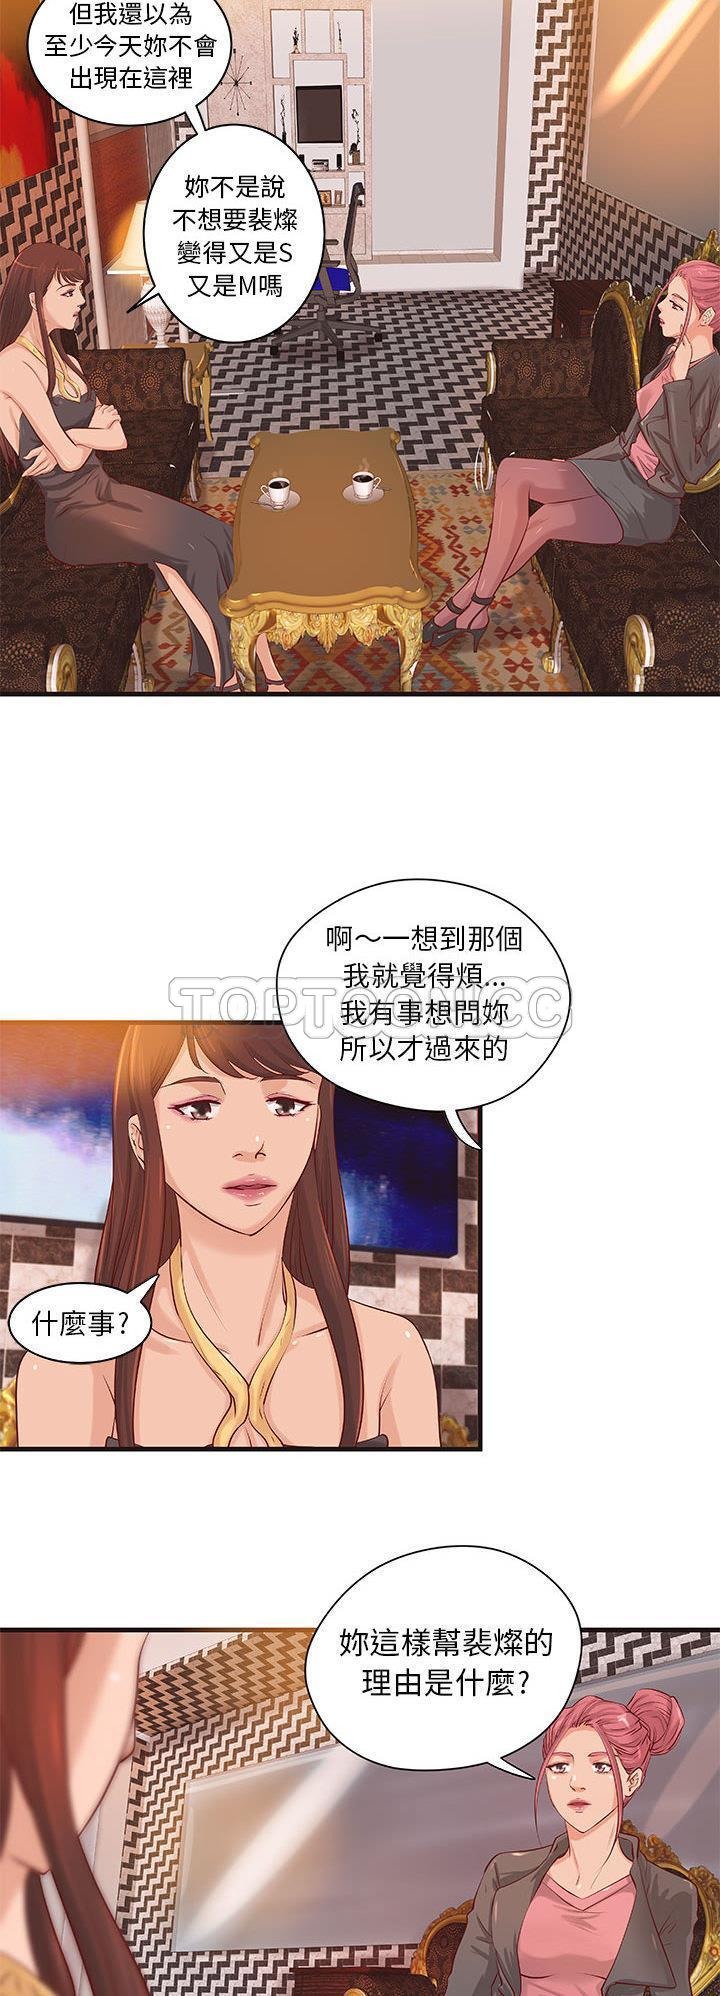 但我還以為
至少今天妳不會
出現在這裡
妳不是說
不想要裴燦
變得又是S
又是M嗎
啊～一想到那個
我就覺得煩...
我有事想問妳
所以才過來的
TOPTOON.CC
什麼事?
妳這樣幫裴燦的
理由是什麼?